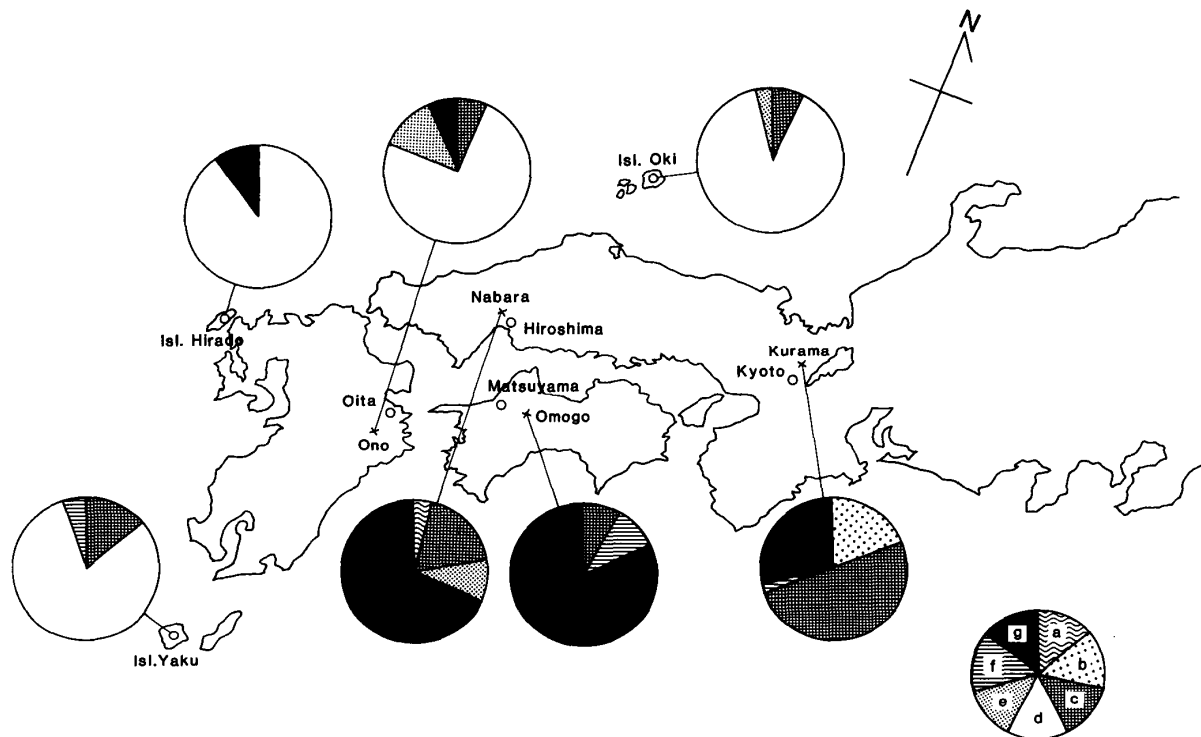 N
Isl. Oki
Nabara
Hiroshima
Isl. Hirado
Kurama
Kyoto
Matsuyama
Oita
Omogo
Ono
Isl.Yaku
g
a
f
b
e
c
d